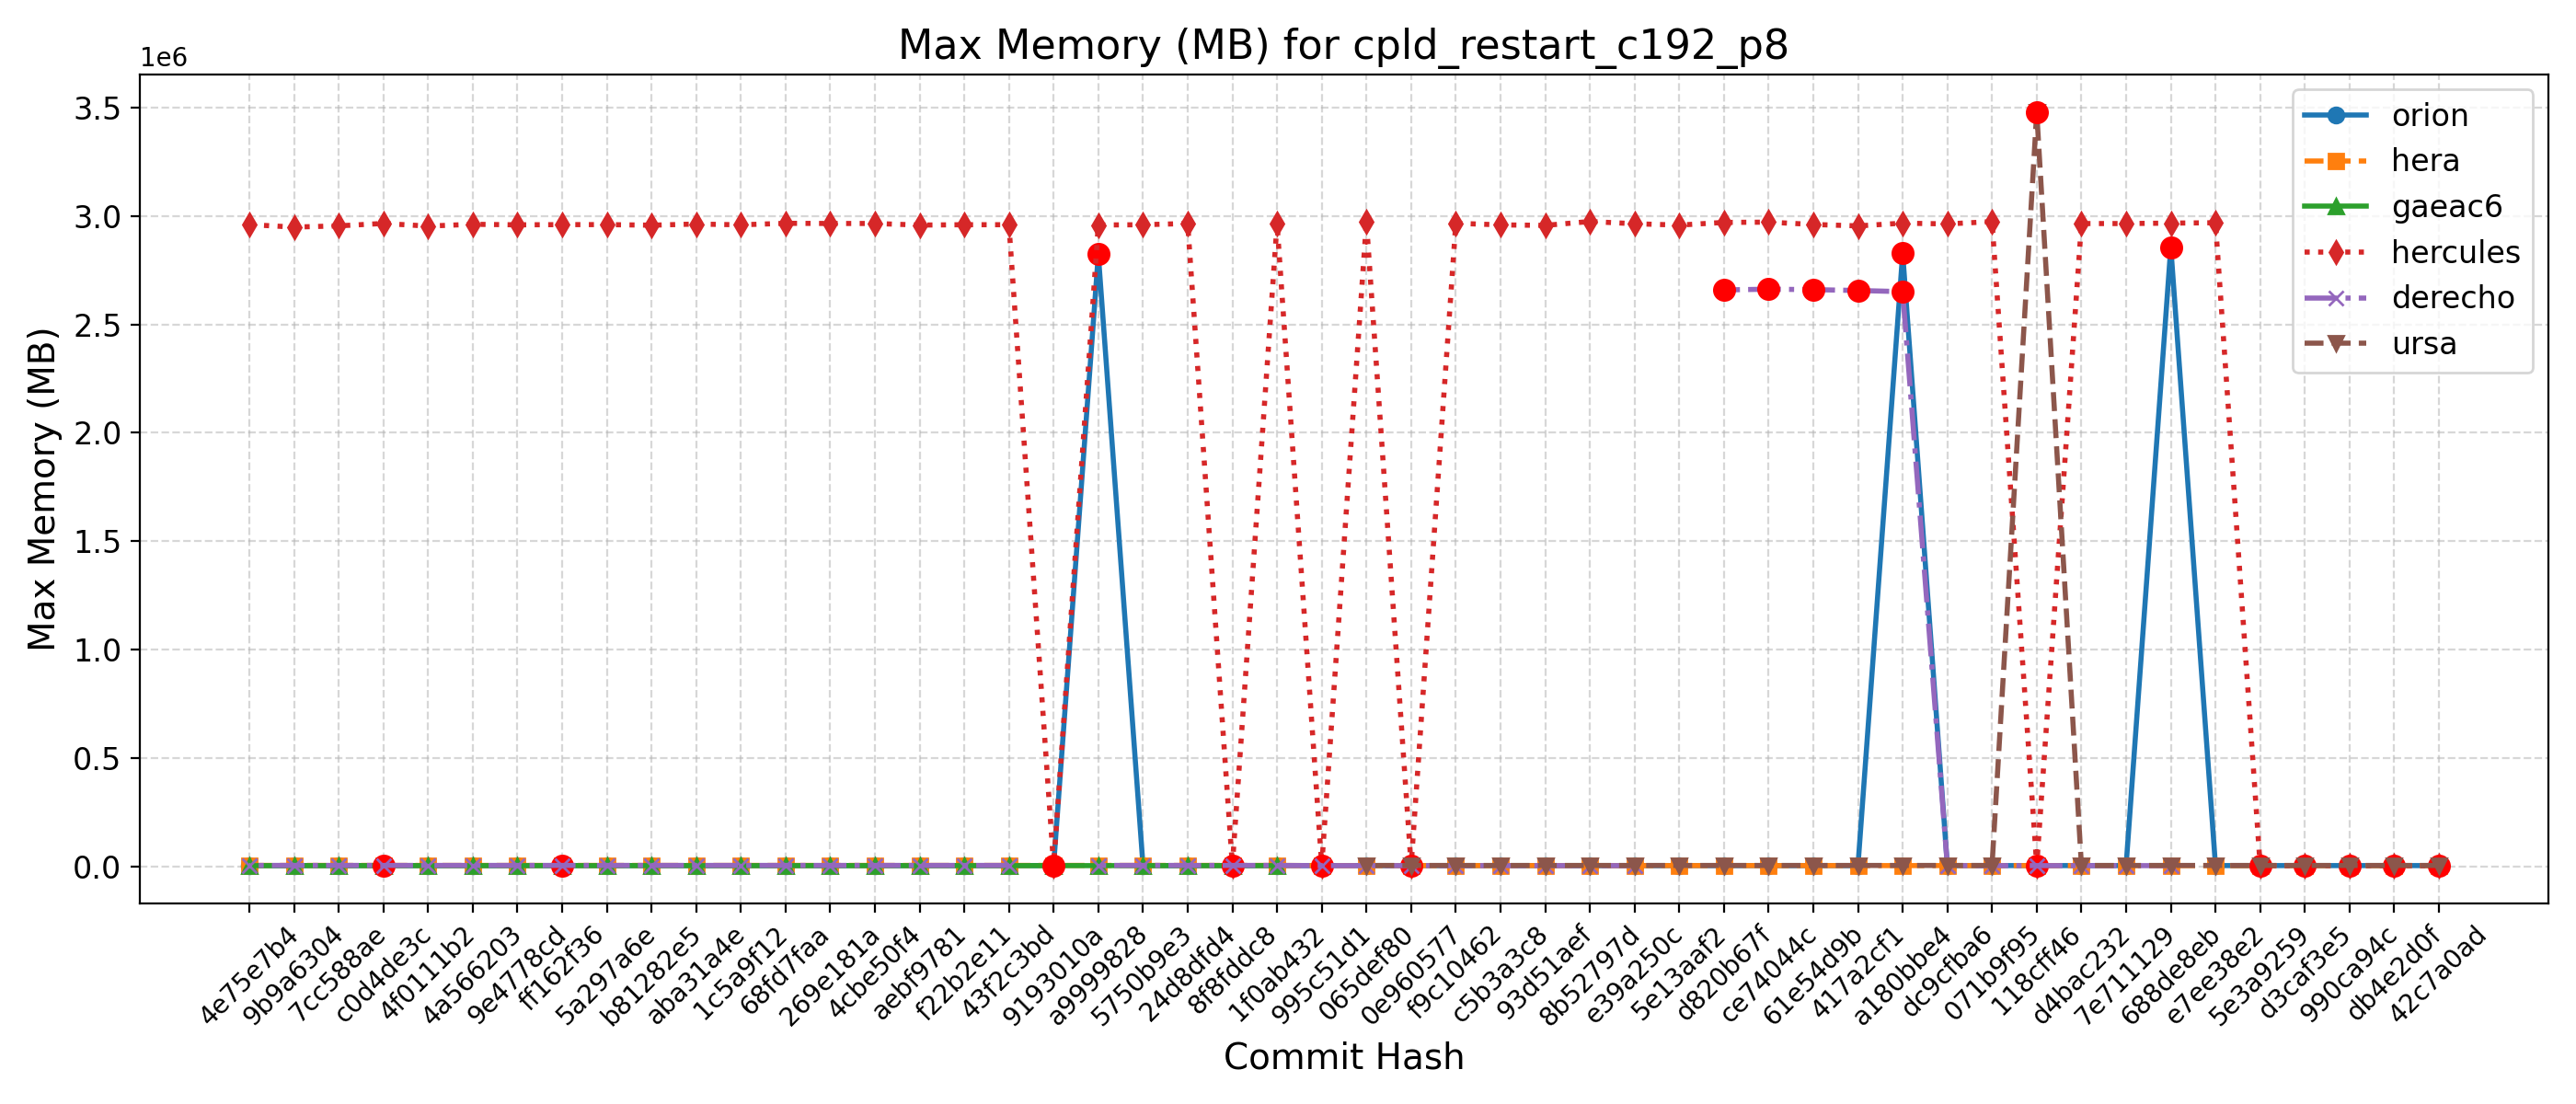 Max Memory (MB) for cpld_restart_c192_p8
1e6
3.5
3.0
2.5
2.0
1.5
1.0
0.5
0.0
Max Memory (MB)
orion
hera
gaeac6
hercules
derecho
ursa
4e75e7b4
9b9a6304
7cc588ae
c0d4de3c
4f0111b2
4a566203
9e4778cd
ff162f36
5a297a6e
b81282e5
aba31a4e
1c5a9f12
68fd7faa
269e181a
4cbe50f4
aebf9781
f22b2e11
43f2c3bd
9193010a
a9999828
5750b9e3
24d8dfd4
8f8fddc8
1f0ab432
995c51d1
065def80
0e960577
f9c10462
c5b3a3c8
93d51aef
8b52797d
e39a250c
5e13aaf2
d820b67f
ce74044c
61e54d9b
417a2cf1
a180bbe4
dc9cfba6
071b9f95
118cff46
d4bac232
7e711129
688de8eb
e7ee38e2
5e3a9259
d3caf3e5
990ca94c
db4e2d0f
42c7a0ad
Commit Hash